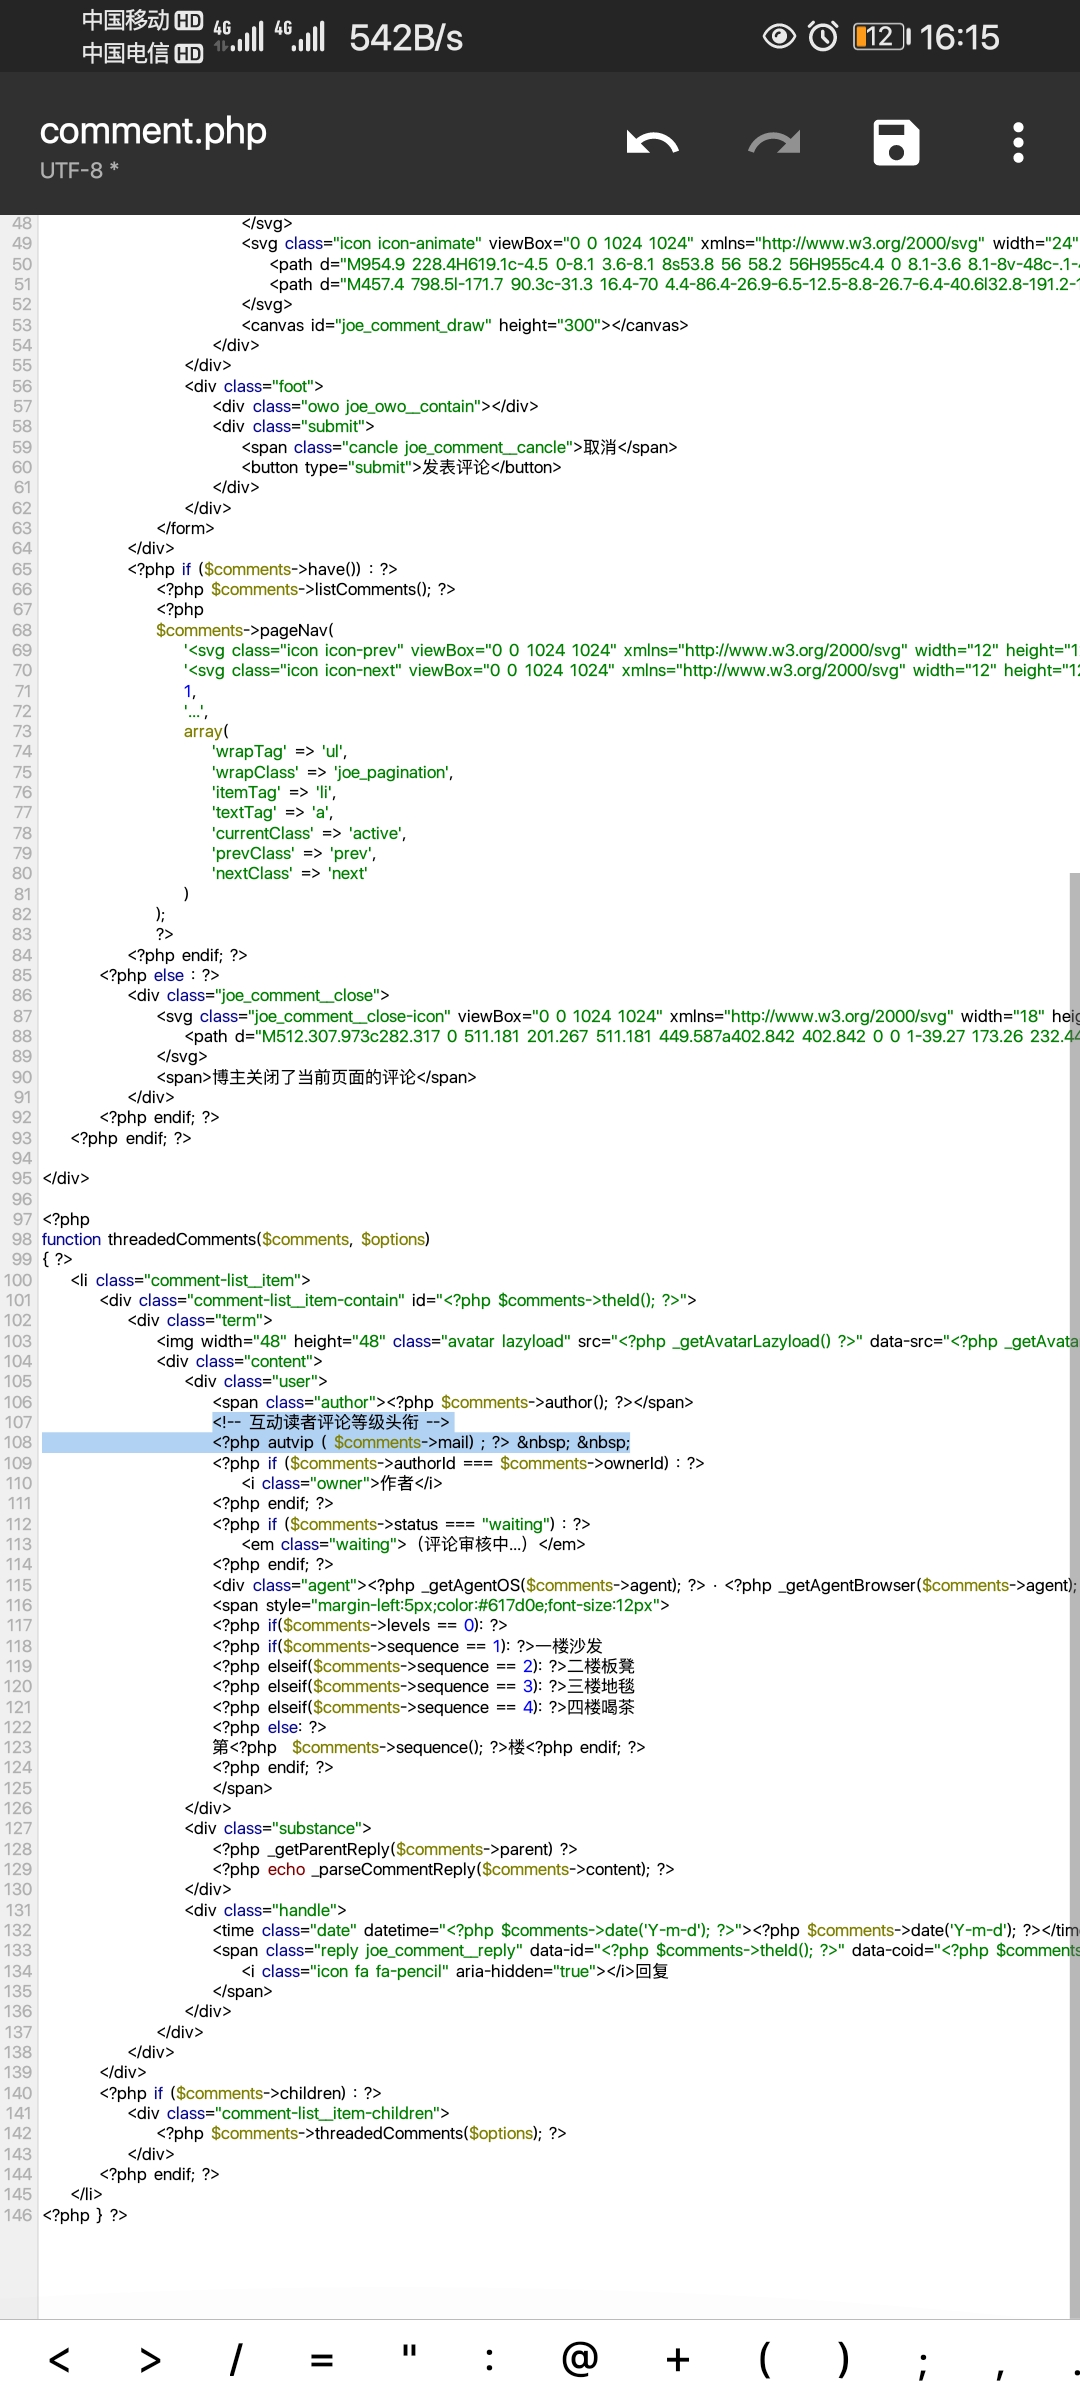 中国移动 HD 4G 4G 542B/s 12 16:15
中国电信 HD
comment.php
UTF-8 *
48 </svg>
49 <svg class="icon icon-animate" viewBox="0 0 1024 1024" xmlns="http://www.w3.org/2000/svg" width="24"
50 <path d="M954.9 228.4H619.1c-4.5 0-8.1 3.6-8.1 8s53.8 56 58.2 56H955c4.4 0 8.1-3.6 8.1-8v-48c-.1-
51 <path d="M457.4 798.5l-171.7 90.3c-31.3 16.4-70 4.4-86.4-26.9-6.5-12.5-8.8-26.7-6.4-40.6l32.8-191.2-
52 </svg>
53 <canvas id="joe_comment_draw" height="300"></canvas>
54 </div>
55 </div>
56 <div class="foot">
57 <div class="owo joe_owo__contain"></div>
58 <div class="submit">
59 <span class="cancle joe_comment__cancle">取消</span>
60 <button type="submit">发表评论</button>
61 </div>
62 </div>
63 </form>
64 </div>
65 <?php if ($comments->have()) : ?>
66 <?php $comments->listComments(); ?>
67 <?php
68 $comments->pageNav(
69 '<svg class="icon icon-prev" viewBox="0 0 1024 1024" xmlns="http://www.w3.org/2000/svg" width="12" height="1
70 '<svg class="icon icon-next" viewBox="0 0 1024 1024" xmlns="http://www.w3.org/2000/svg" width="12" height="12
71 1,
72 '...',
73 array(
74 'wrapTag' => 'ul',
75 'wrapClass' => 'joe_pagination',
76 'itemTag' => 'li',
77 'textTag' => 'a',
78 'currentClass' => 'active',
79 'prevClass' => 'prev',
80 'nextClass' => 'next'
81 )
82 );
83 ?>
84 <?php endif; ?>
85 <?php else : ?>
86 <div class="joe_comment__close">
87 <svg class="joe_comment__close-icon" viewBox="0 0 1024 1024" xmlns="http://www.w3.org/2000/svg" width="18" heig
88 <path d="M512.307.973c282.317 0 511.181 201.267 511.181 449.587a402.842 402.842 0 0 1-39.27 173.26 232.44
89 </svg>
90 <span>博主关闭了当前页面的评论</span>
91 </div>
92 <?php endif; ?>
93 <?php endif; ?>
94
95 </div>
96
97 <?php
98 function threadedComments($comments, $options)
99 { ?>
100 <li class="comment-list__item">
101 <div class="comment-list__item-contain" id="<?php $comments->theId(); ?>">
102 <div class="term">
103 <img width="48" height="48" class="avatar lazyload" src="<?php _getAvatarLazyload() ?>" data-src="<?php _getAvata
104 <div class="content">
105 <div class="user">
106 <span class="author"><?php $comments->author(); ?></span>
107 <!-- 互动读者评论等级头衔 -->
108 <?php autvip ( $comments->mail) ; ?> &nbsp; &nbsp;
109 <?php if ($comments->authorId === $comments->ownerId) : ?>
110 <i class="owner">作者</i>
111 <?php endif; ?>
112 <?php if ($comments->status === "waiting") : ?>
113 <em class="waiting">（评论审核中...）</em>
114 <?php endif; ?>
115 <div class="agent"><?php _getAgentOS($comments->agent); ?> · <?php _getAgentBrowser($comments->agent);
116 <span style="margin-left:5px;color:#617d0e;font-size:12px">
117 <?php if($comments->levels == 0): ?>
118 <?php if($comments->sequence == 1): ?>一楼沙发
119 <?php elseif($comments->sequence == 2): ?>二楼板凳
120 <?php elseif($comments->sequence == 3): ?>三楼地毯
121 <?php elseif($comments->sequence == 4): ?>四楼喝茶
122 <?php else: ?>
123 第<?php $comments->sequence(); ?>楼<?php endif; ?>
124 <?php endif; ?>
125 </span>
126 </div>
127 <div class="substance">
128 <?php _getParentReply($comments->parent) ?>
129 <?php echo _parseCommentReply($comments->content); ?>
130 </div>
131 <div class="handle">
132 <time class="date" datetime="<?php $comments->date('Y-m-d'); ?>"><?php $comments->date('Y-m-d'); ?></tim
133 <span class="reply joe_comment__reply" data-id="<?php $comments->theId(); ?>" data-coid="<?php $comments
134 <i class="icon fa fa-pencil" aria-hidden="true"></i>回复
135 </span>
136 </div>
137 </div>
138 </div>
139 </div>
140 <?php if ($comments->children) : ?>
141 <div class="comment-list__item-children">
142 <?php $comments->threadedComments($options); ?>
143 </div>
144 <?php endif; ?>
145 </li>
146 <?php } ?>
< > / = " : @ + ( ) ; , .